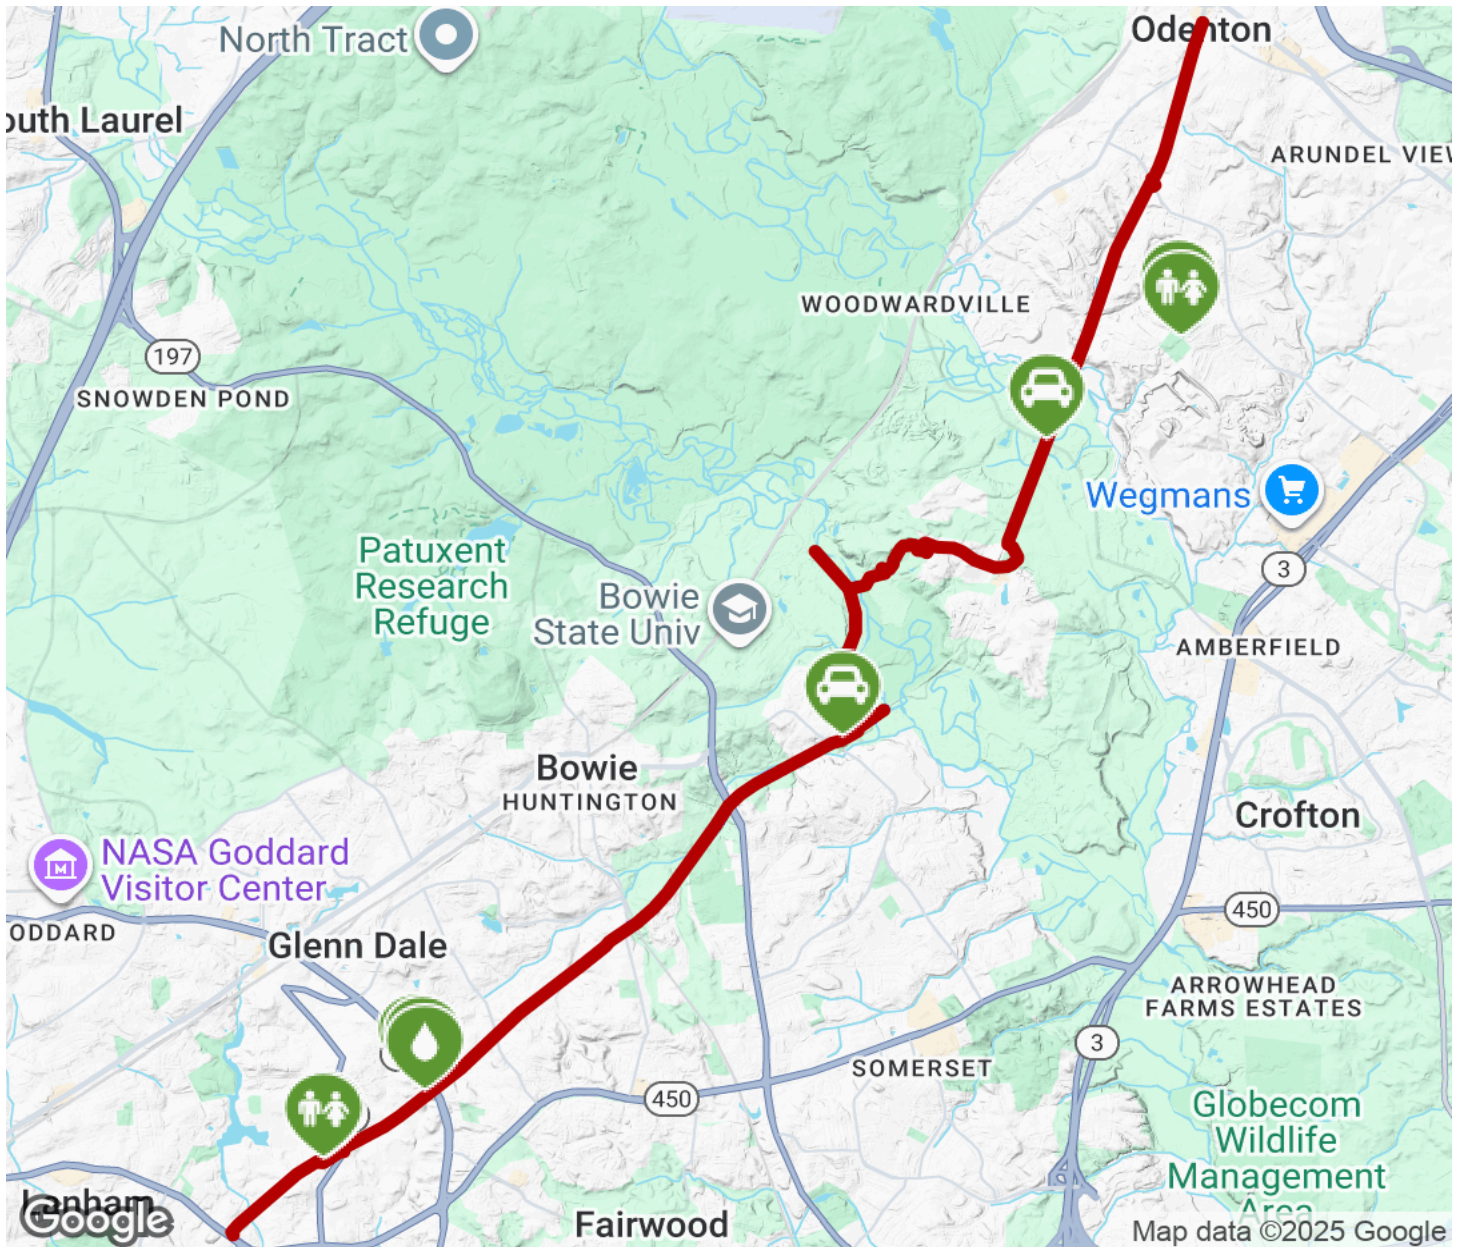 North Tract
Odenton
outh Laurel
ARUNDEL VIEW
WOODWARDVILLE
197
SNOWDEN POND
Wegmans
Patuxent
Research
Refuge
3
Bowie
State Univ
AMBERFIELD
Bowie
HUNTINGTON
Crofton
NASA Goddard
Visitor Center
450
ODDARD
Glenn Dale
ARROWHEAD
FARMS ESTATES
3
SOMERSET
450
Globecom
Wildlife
Management
Area
Lanham
Google
Fairwood
Map data ©2025 Google